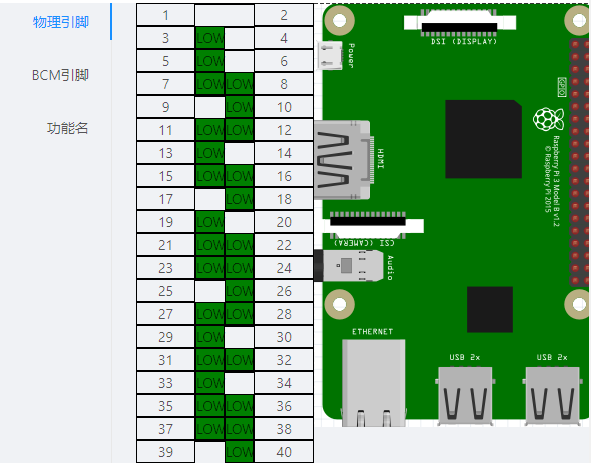 物理引脚
BCM引脚
功能名
1 2
3 LOW 4
5 LOW 6
7 LOW LOW 8
9 LOW 10
11 LOW LOW 12
13 LOW 14
15 LOW LOW 16
17 LOW 18
19 LOW 20
21 LOW LOW 22
23 LOW LOW 24
25 LOW 26
27 LOW LOW 28
29 LOW 30
31 LOW LOW 32
33 LOW 34
35 LOW LOW 36
37 LOW LOW 38
39 LOW 40
DSI (DISPLAY)
Power
GPIO
HDMI
Raspberry Pi 3 Model B v1.2
© Raspberry Pi 2015
CSI (CAMERA)
Audio
ETHERNET
USB 2x
USB 2x